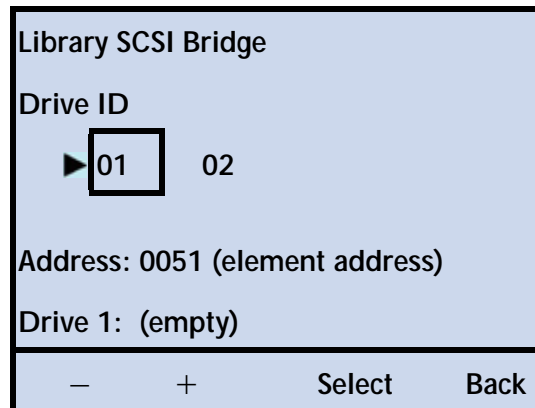 Library SCSI Bridge
Drive ID
01 02
Address: 0051 (element address)
Drive 1: (empty)
− + Select Back